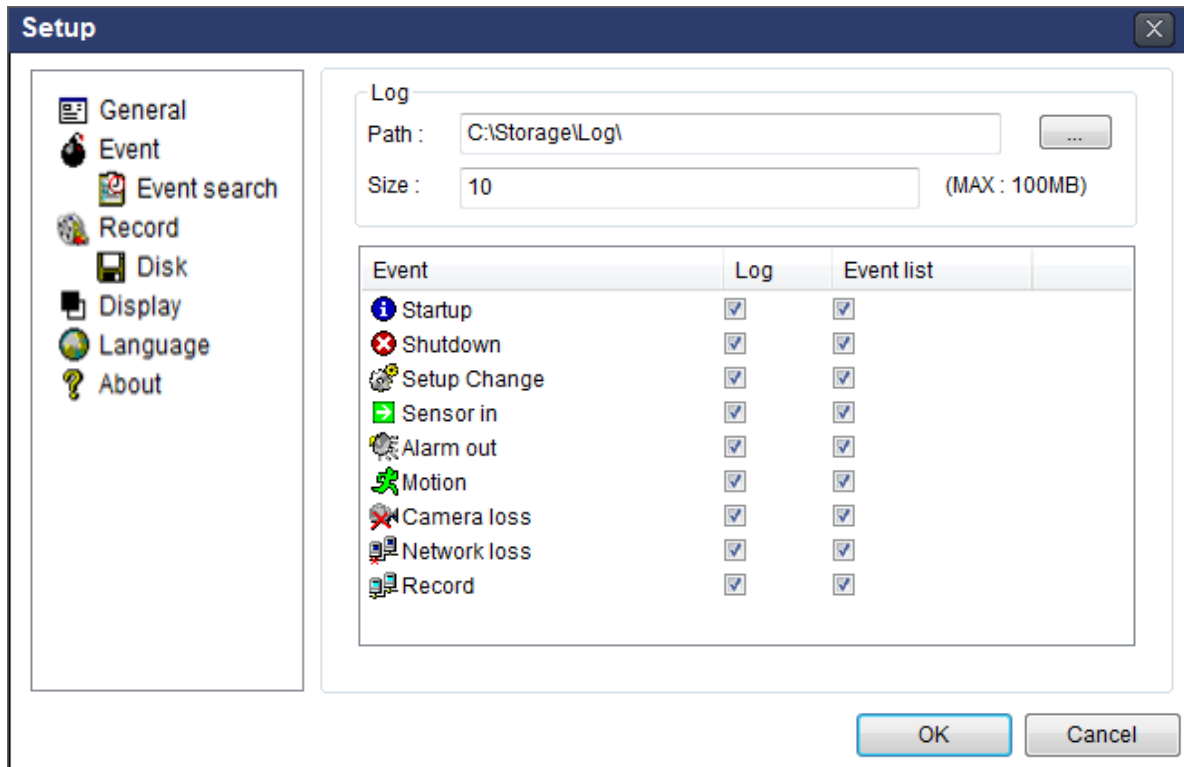 Setup
General
Event
Event search
Record
Disk
Display
Language
About
Log
Path : C:\Storage\Log\ ...
Size : 10 (MAX : 100MB)
Event Log Event list
Startup
Shutdown
Setup Change
Sensor in
Alarm out
Motion
Camera loss
Network loss
Record
OK Cancel